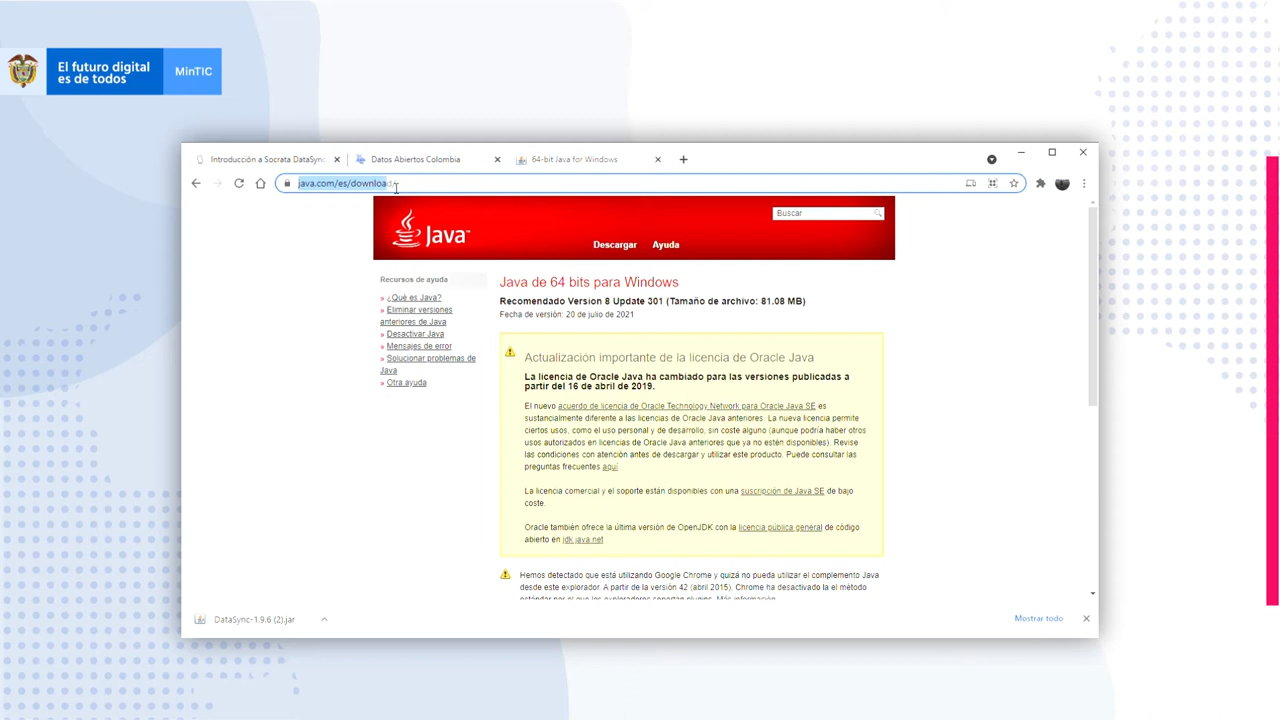 El futuro digital
es de todos
MinTIC
Introducción a Socrata DataSync
Datos Abiertos Colombia
64-bit Java for Windows
java.com/es/download/
Java™
Buscar
Descargar
Ayuda
Recursos de ayuda
» ¿Qué es Java?
» Eliminar versiones
anteriores de Java
» Desactivar Java
» Mensajes de error
» Solucionar problemas de
Java
» Otra ayuda
Java de 64 bits para Windows
Recomendado Version 8 Update 301 (Tamaño de archivo: 81.08 MB)
Fecha de versión: 20 de julio de 2021
Actualización importante de la licencia de Oracle Java
La licencia de Oracle Java ha cambiado para las versiones publicadas a
partir del 16 de abril de 2019.
El nuevo acuerdo de licencia de Oracle Technology Network para Oracle Java SE es
sustancialmente diferente a las licencias de Oracle Java anteriores. La nueva licencia permite
ciertos usos, como el uso personal y de desarrollo, sin coste alguno (aunque podría haber otros
usos autorizados en licencias de Oracle Java anteriores que ya no estén disponibles). Revise
las condiciones con atención antes de descargar y utilizar este producto. Puede consultar las
preguntas frecuentes aquí
La licencia comercial y el soporte están disponibles con una suscripción de Java SE de bajo
coste.
Oracle también ofrece la última versión de OpenJDK con la licencia pública general de código
abierto en jdk.java.net
Hemos detectado que está utilizando Google Chrome y quizá no pueda utilizar el complemento Java
desde este explorador. A partir de la versión 42 (abril 2015), Chrome ha desactivado el método
estándar por el que los exploradores soportan plugins. Más información
DataSync-1.9.6 (2).jar
Mostrar todo